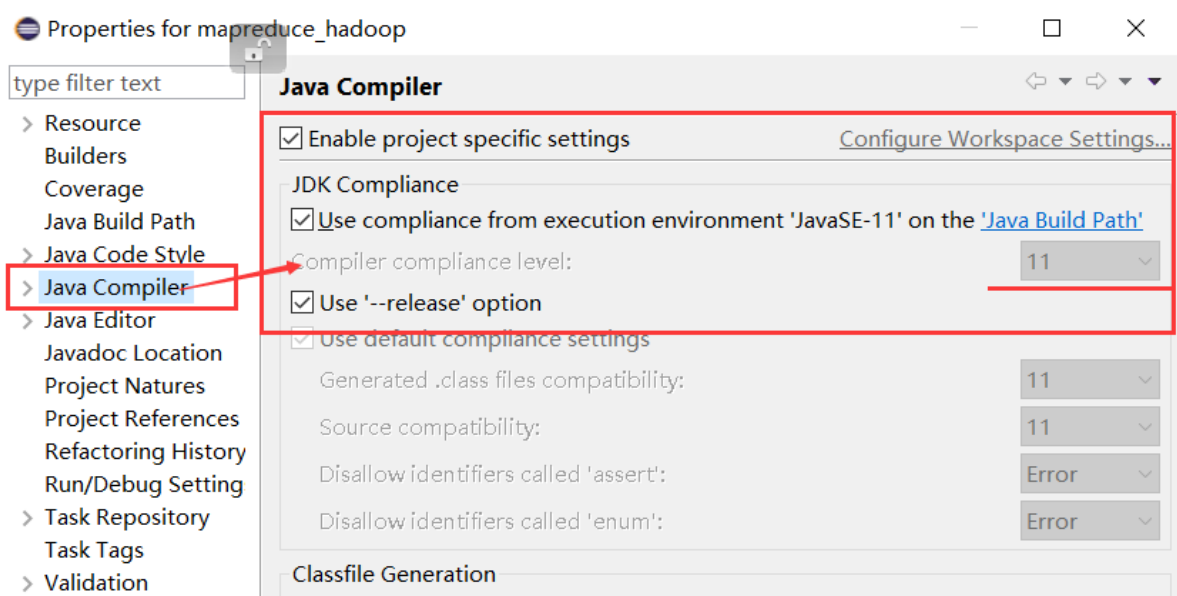 Properties for mapreduce_hadoop
type filter text
Resource
Builders
Coverage
Java Build Path
Java Code Style
Java Compiler
Java Editor
Javadoc Location
Project Natures
Project References
Refactoring History
Run/Debug Setting
Task Repository
Task Tags
Validation
Java Compiler
Enable project specific settings
Configure Workspace Settings...
JDK Compliance
Use compliance from execution environment 'JavaSE-11' on the 'Java Build Path'
Compiler compliance level: 11
Use '--release' option
Use default compliance settings
Generated .class files compatibility: 11
Source compatibility: 11
Disallow identifiers called 'assert': Error
Disallow identifiers called 'enum': Error
Classfile Generation